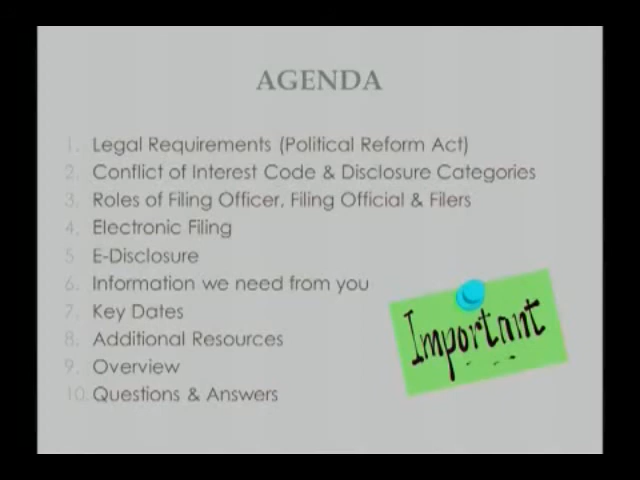 AGENDA
1. Legal Requirements (Political Reform Act)
2. Conflict of Interest Code & Disclosure Categories
3. Roles of Filing Officer, Filing Official & Filers
4. Electronic Filing
5. E-Disclosure
6. Information we need from you
7. Key Dates
8. Additional Resources
9. Overview
10. Questions & Answers
Important